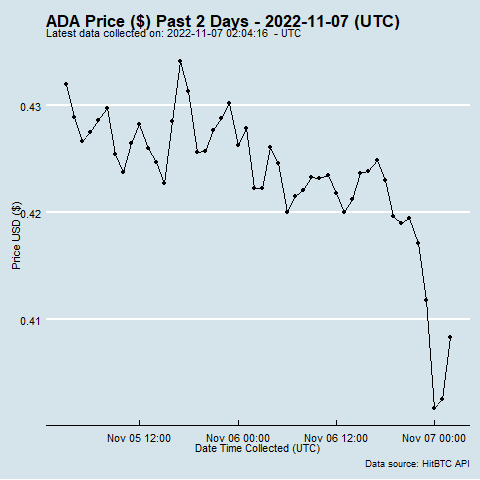 ADA Price ($) Past 2 Days - 2022-11-07 (UTC)
Latest data collected on: 2022-11-07 02:04:16 - UTC
0.43
0.42
0.41
Price USD ($)
Nov 05 12:00 Nov 06 00:00 Nov 06 12:00 Nov 07 00:00
Date Time Collected (UTC)
Data source: HitBTC API